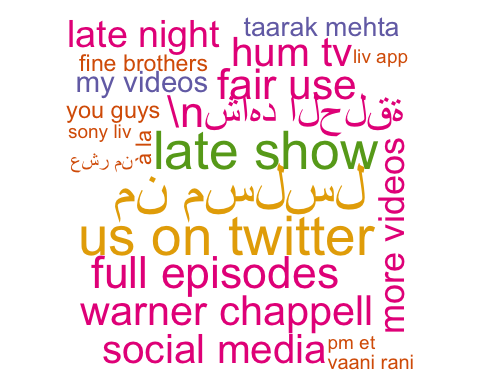 late night
taarak mehta
hum tv
liv app
fine brothers
my videos
fair use
you guys
\nشاهد الحلقة
sony liv
عشر من
ála
late show
من مسلسل
us on twitter
more videos
full episodes
warner chappell
social media
pm et
vaani rani